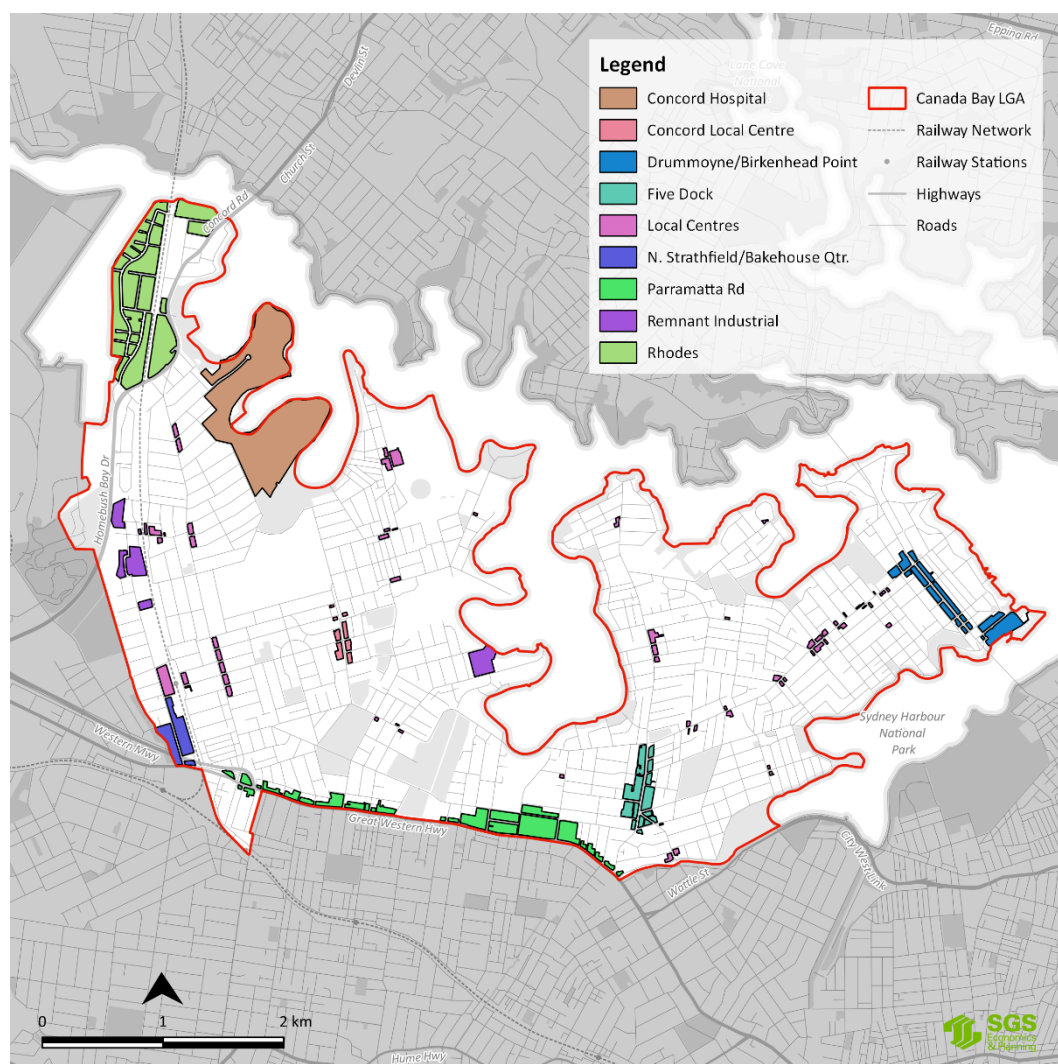 Epping Rd
Devlin St
Lane Cove
National
Legend
Concord Hospital
Concord Local Centre
Drummoyne/Birkenhead Point
Five Dock
Local Centres
N. Strathfield/Bakehouse Qtr.
Parramatta Rd
Remnant Industrial
Rhodes
Canada Bay LGA
Railway Network
Railway Stations
Highways
Roads
Church St
Concord Rd
Homebush Bay Dr
Sydney Harbour
National
Park
Western Mwy
Great Western Hwy
Wattle St
City West Link
0 1 2 km
Hume Hwy
SGS
Economics
& Planning